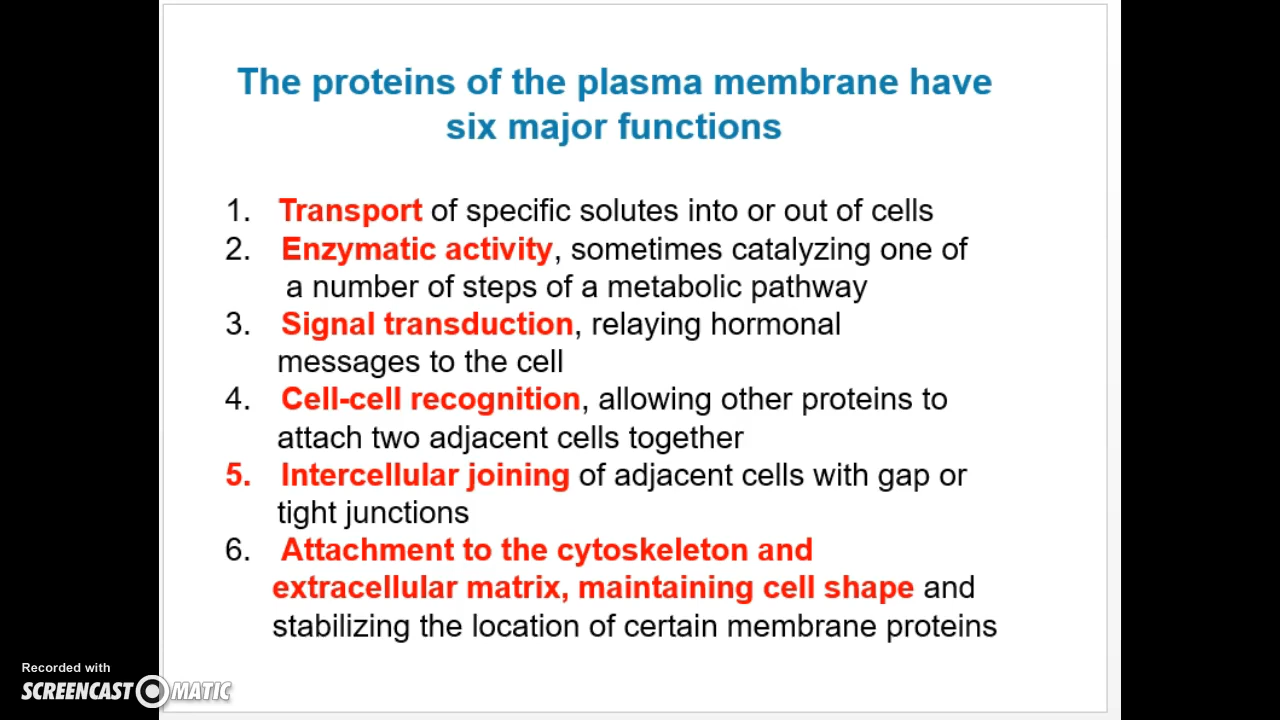 The proteins of the plasma membrane have
six major functions
1. Transport of specific solutes into or out of cells
2. Enzymatic activity, sometimes catalyzing one of
a number of steps of a metabolic pathway
3. Signal transduction, relaying hormonal
messages to the cell
4. Cell-cell recognition, allowing other proteins to
attach two adjacent cells together
5. Intercellular joining of adjacent cells with gap or
tight junctions
6. Attachment to the cytoskeleton and
extracellular matrix, maintaining cell shape and
stabilizing the location of certain membrane proteins
Recorded with
SCREENCAST O MATIC